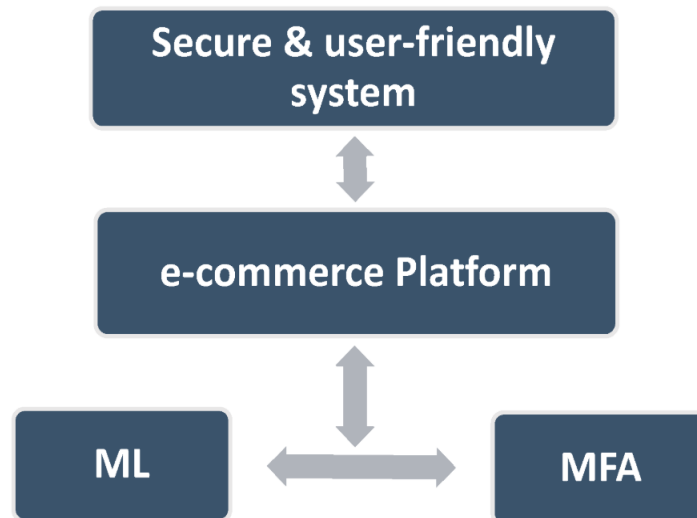 Secure & user-friendly
system
e-commerce Platform
ML
MFA